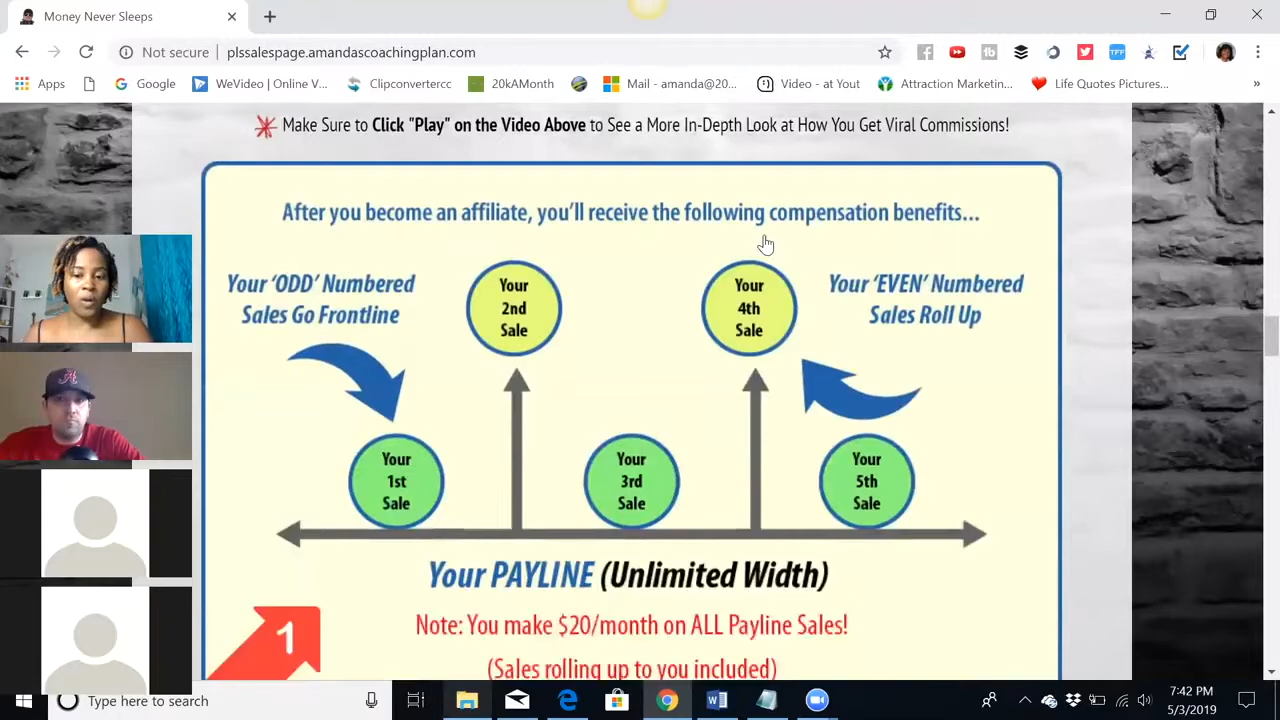 Money Never Sleeps
Not secure
plssalespage.amandascoachingplan.com
Apps
Google
WeVideo | Online V...
Clipconvertercc
20kAMonth
Mail - amanda@20...
Video - at Yout
Attraction Marketin...
Life Quotes Pictures...
»
Make Sure to Click "Play" on the Video Above to See a More In-Depth Look at How You Get Viral Commissions!
After you become an affiliate, you'll receive the following compensation benefits...
Your 'ODD' Numbered
Sales Go Frontline
Your
2nd
Sale
Your
4th
Sale
Your 'EVEN' Numbered
Sales Roll Up
Your
1st
Sale
Your
3rd
Sale
Your
5th
Sale
Your PAYLINE (Unlimited Width)
1
Note: You make $20/month on ALL Payline Sales!
(Sales rolling up to you included)
Type here to search
7:42 PM
5/3/2019